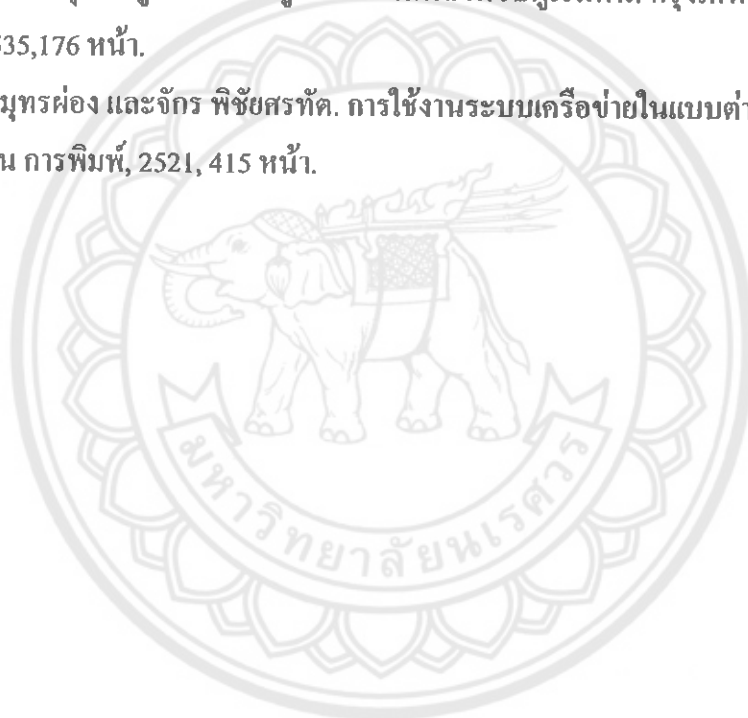 535,176 หน้า.
มุทรผ่อง และจักร พิชัยศรทัต. การใช้งานระบบเครือข่ายในแบบต่า
น การพิมพ์, 2521, 415 หน้า.
มหาวิทยาลัยนเรศวร